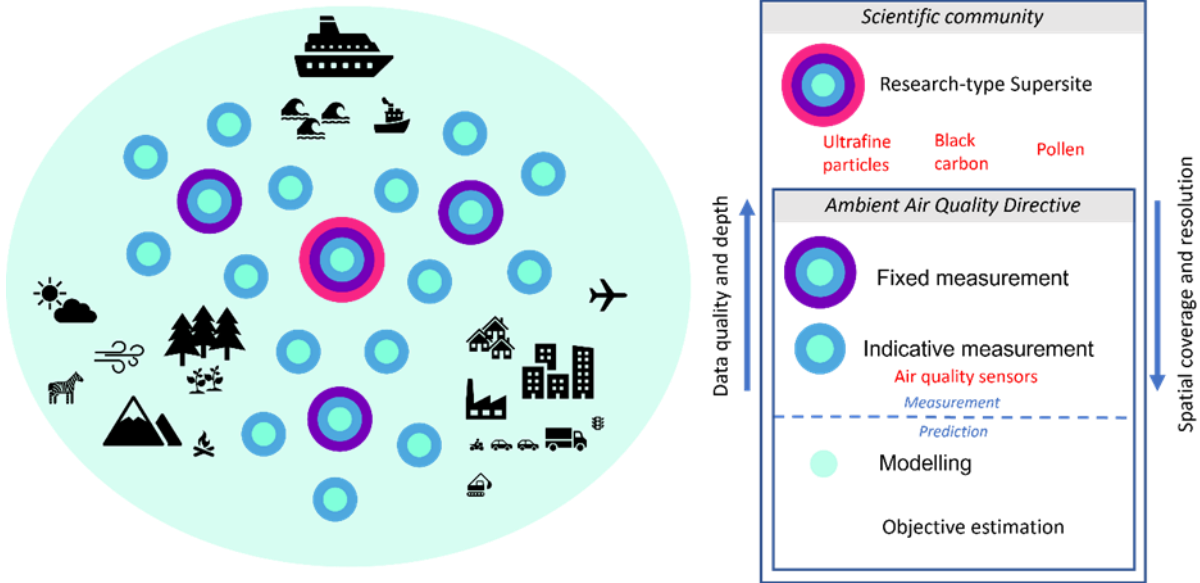 Scientific community
Research-type Supersite
Ultrafine
particles
Black
carbon
Pollen
Ambient Air Quality Directive
Fixed measurement
Indicative measurement
Air quality sensors
Measurement
Prediction
Modelling
Objective estimation
Data quality and depth
Spatial coverage and resolution